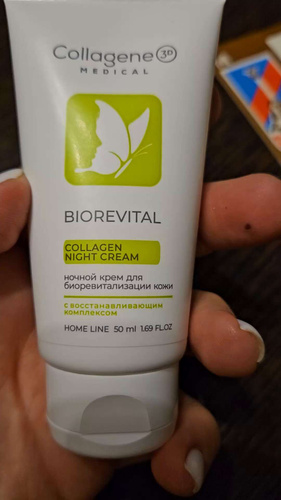 Collagene 3D
MEDICAL
BIOREVITAL
COLLAGEN
NIGHT CREAM
ночной крем для
биоревитализации кожи
с восстанавливающим
комплексом
HOME LINE 50 ml 1.69 FL.OZ